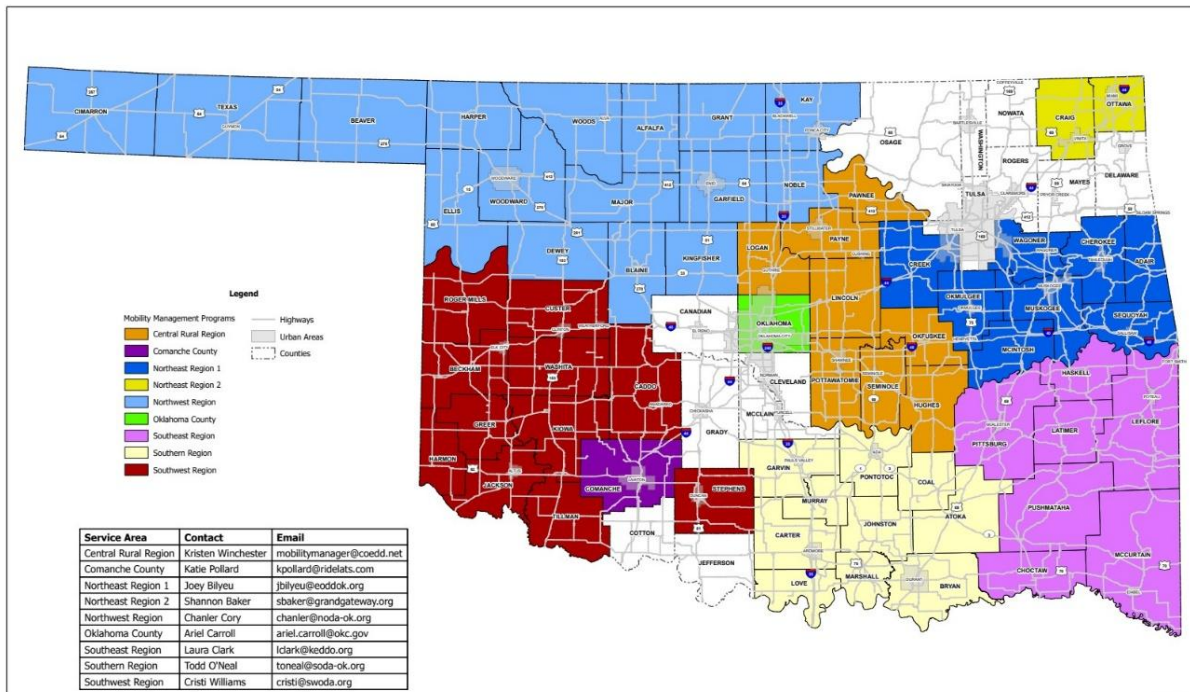 CIMARRON
TEXAS
BEAVER
HARPER
WOODS
ALFALFA
GRANT
KAY
OSAGE
WASHINGTON
NOWATA
CRAIG
OTTAWA
ROGERS
MAYES
DELAWARE
ELLIS
WOODWARD
WOODWARD
MAJOR
GARFIELD
NOBLE
PAWNEE
TULSA
DEWEY
BLAINE
KINGFISHER
LOGAN
PAYNE
CREEK
WAGONER
CHEROKEE
ADAIR
ROGER MILLS
CUSTER
CANADIAN
OKLAHOMA
LINCOLN
OKMULGEE
MUSKOGEE
SEQUOYAH
OKFUSKEE
MCINTOSH
BECKHAM
WASHITA
CADDO
GRADY
MCCLAIN
CLEVELAND
POTTAWATOMIE
SEMINOLE
HUGHES
HASKELL
PITTSBURG
LATIMER
LEFLORE
GREER
KIOWA
HARMON
JACKSON
COMANCHE
TILLMAN
COTTON
STEPHENS
JEFFERSON
GARVIN
MURRAY
PONTOTOC
COAL
CARTER
JOHNSTON
ATOKA
PUSHMATAHA
LOVE
MARSHALL
BRYAN
CHOCTAW
MCCURTAIN
Legend
Mobility Management Programs
Central Rural Region
Comanche County
Northeast Region 1
Northeast Region 2
Northwest Region
Oklahoma County
Southeast Region
Southern Region
Southwest Region
Highways
Urban Areas
Counties
Service Area Contact Email
Central Rural Region Kristen Winchester mobilitymanager@coedd.net
Comanche County Katie Pollard kpollard@ridelats.com
Northeast Region 1 Joey Bilyeu jbilyeu@eoddok.org
Northeast Region 2 Shannon Baker sbaker@grandgateway.org
Northwest Region Chanler Cory chanler@noda-ok.org
Oklahoma County Ariel Carroll ariel.carroll@okc.gov
Southeast Region Laura Clark lclark@keddo.org
Southern Region Todd O'Neal toneal@soda-ok.org
Southwest Region Cristi Williams cristi@swoda.org